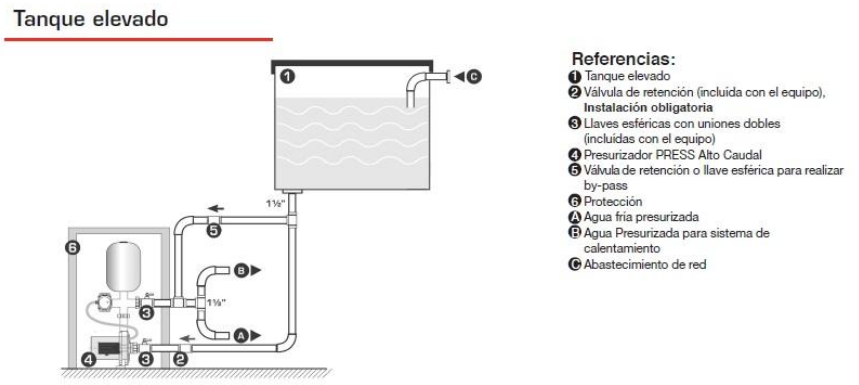 Tanque elevado
1
C
1½"
5
6
B
3
1½"
A
4
3
2
Referencias:
1 Tanque elevado
2 Válvula de retención (incluída con el equipo),
Instalación obligatoria
3 Llaves esféricas con uniones dobles
(incluídas con el equipo)
4 Presurizador PRESS Alto Caudal
5 Válvula de retención o llave esférica para realizar
by-pass
6 Protección
A Agua fría presurizada
B Agua Presurizada para sistema de
calentamiento
C Abastecimiento de red